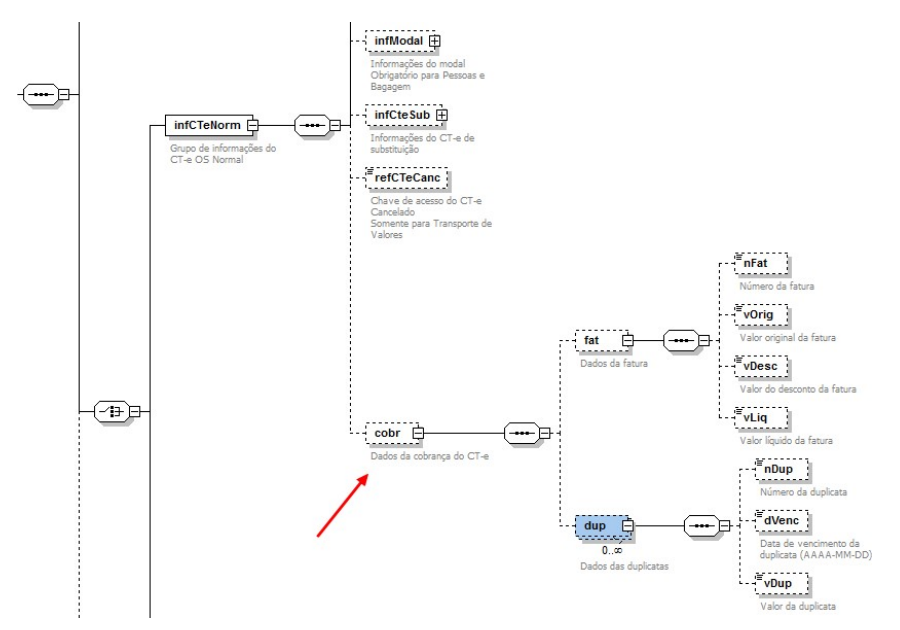 infModal
Informações do modal
Obrigatório para Pessoas e
Bagagem
infCteSub
Informações do CT-e de
substituição
infCTeNorm
Grupo de informações do
CT-e OS Normal
refCTeCanc
Chave de acesso do CT-e
Cancelado
Somente para Transporte de
Valores
nFat
Número da fatura
vOrig
Valor original da fatura
fat
Dados da fatura
vDesc
Valor do desconto da fatura
vLiq
Valor líquido da fatura
cobr
Dados da cobrança do CT-e
nDup
Número da duplicata
dup
0..∞
Dados das duplicatas
dVenc
Data de vencimento da
duplicata (AAAA-MM-DD)
vDup
Valor da duplicata